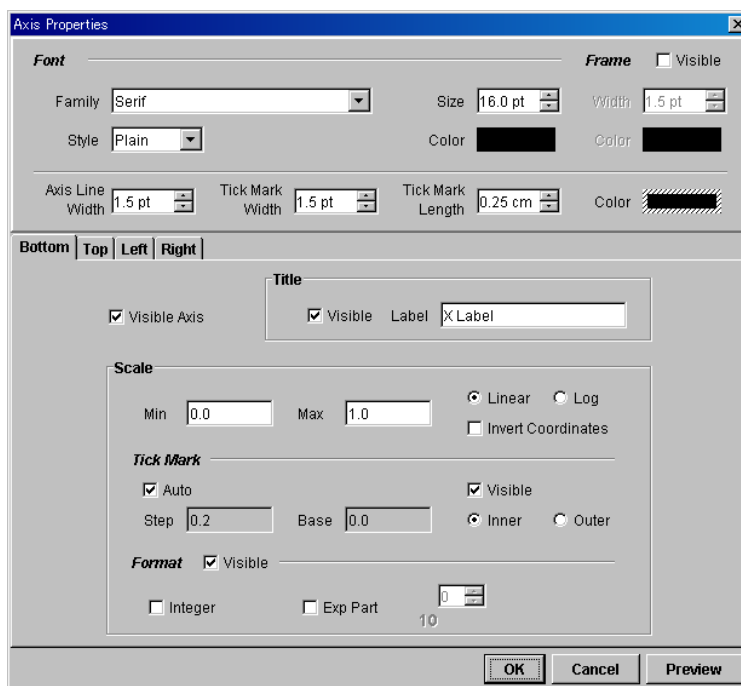 Axis Properties
Font
Frame Visible
Family Serif Size 16.0 pt Width 1.5 pt
Style Plain Color Color
Axis Line Width 1.5 pt Tick Mark Width 1.5 pt Tick Mark Length 0.25 cm Color
Bottom Top Left Right
Title
Visible Axis Visible Label X Label
Scale
Min 0.0 Max 1.0 Linear Log
Invert Coordinates
Tick Mark
Auto Visible
Step 0.2 Base 0.0 Inner Outer
Format Visible
Integer Exp Part 10 0
OK Cancel Preview